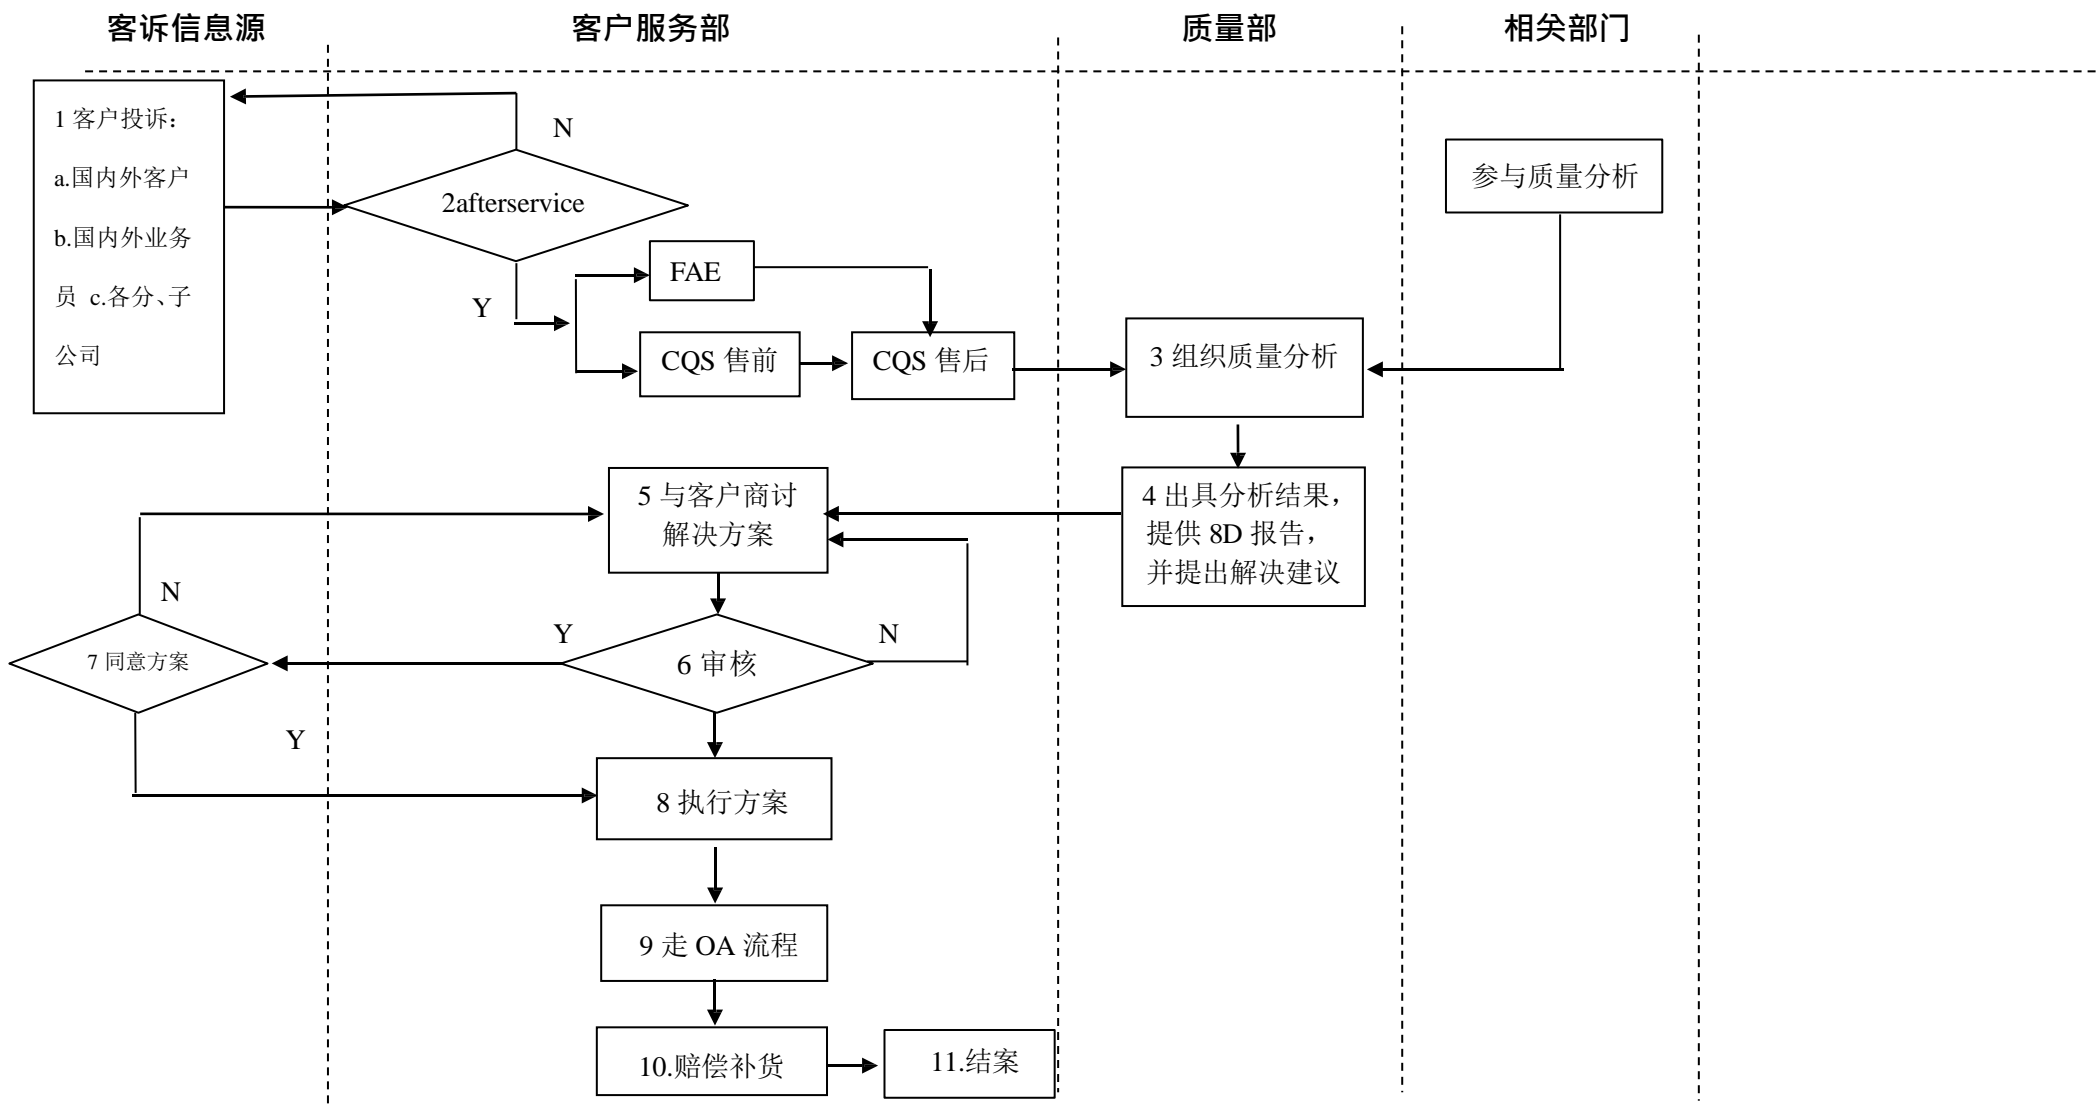 客诉信息源
客户服务部
质量部
相关部门
1 客户投诉：
a.国内外客户
b.国内外业务
员 c.各分、子
公司
N
2afterservice
Y
FAE
CQS 售前
CQS 售后
3 组织质量分析
参与质量分析
4 出具分析结果，
提供 8D 报告，
并提出解决建议
5 与客户商讨
解决方案
N
7 同意方案
Y
6 审核
N
Y
8 执行方案
9 走 OA 流程
10.赔偿补货
11.结案